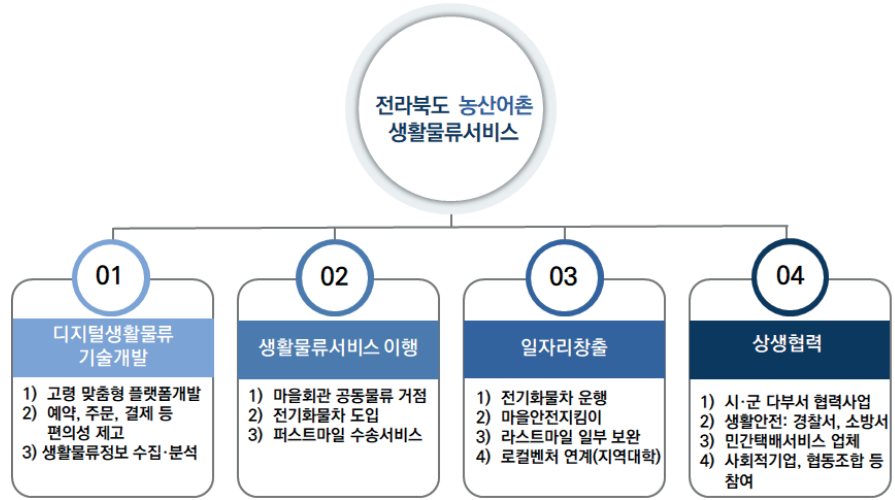 전라북도 농산어촌
생활물류서비스
01
디지털생활물류
기술개발
1) 고령 맞춤형 플랫폼개발
2) 예약, 주문, 결제 등
편의성 제고
3) 생활물류정보 수집·분석
02
생활물류서비스 이행
1) 마을회관 공동물류 거점
2) 전기화물차 도입
3) 퍼스트마일 수송서비스
03
일자리창출
1) 전기화물차 운행
2) 마을안전지킴이
3) 라스트마일 일부 보완
4) 로컬벤처 연계(지역대학)
04
상생협력
1) 시·군 다부서 협력사업
2) 생활안전: 경찰서, 소방서
3) 민간택배서비스 업체
4) 사회적기업, 협동조합 등
참여